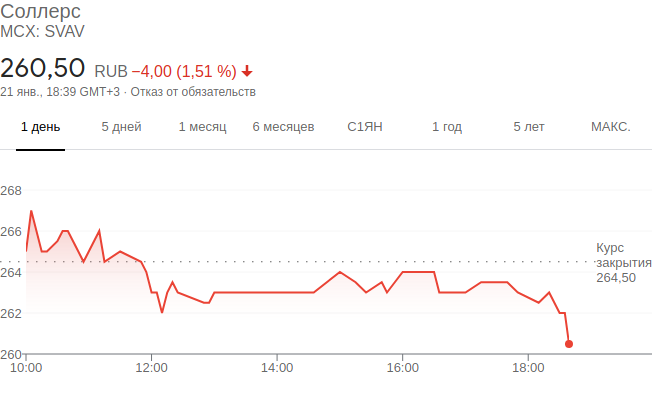 Соллерс
MCX: SVAV
260,50 RUB −4,00 (1,51 %)
21 янв., 18:39 GMT+3 · Отказ от обязательств
1 день 5 дней 1 месяц 6 месяцев С1ЯН 1 год 5 лет МАКС.
268
266
Курс
закрытия
264,50
264
262
260
10:00 12:00 14:00 16:00 18:00